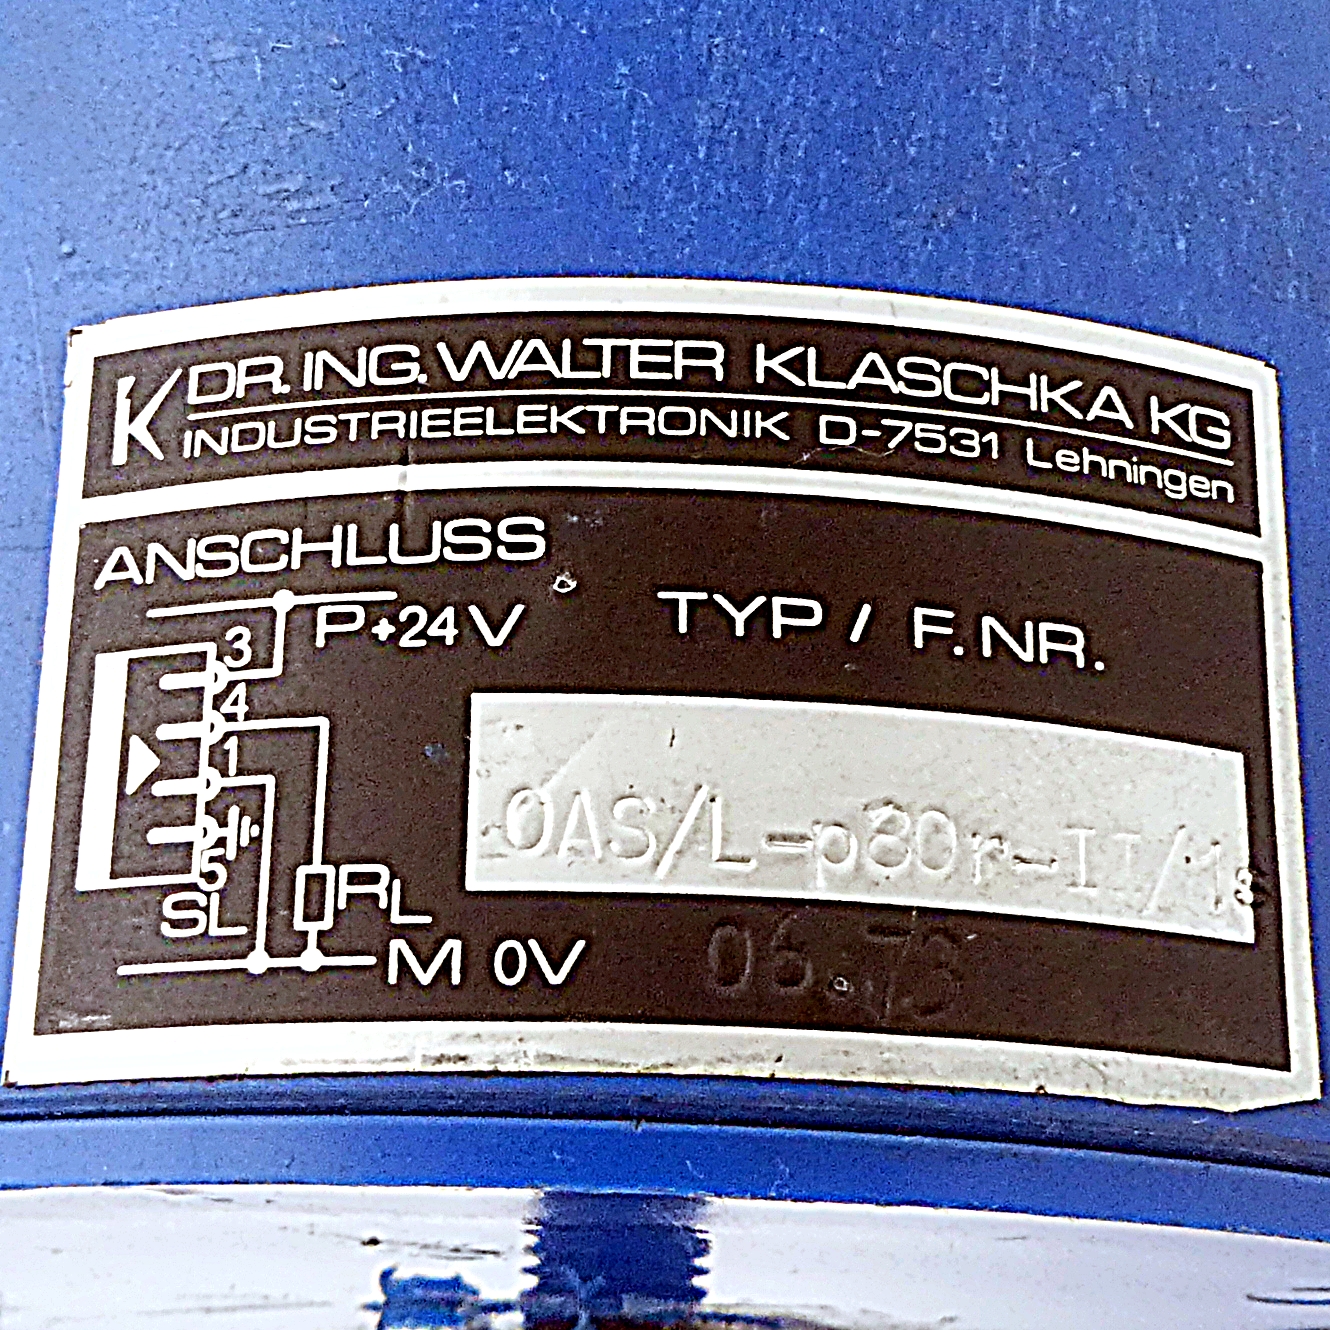 K DR. ING. WALTER KLASCHKA KG
INDUSTRIEELEKTRONIK D-7531 Lehningen
ANSCHLUSS
P+24V
TYP / F.NR.
3
4
1
5
SL
RL
M 0V
OAS/L-p80r-II/13